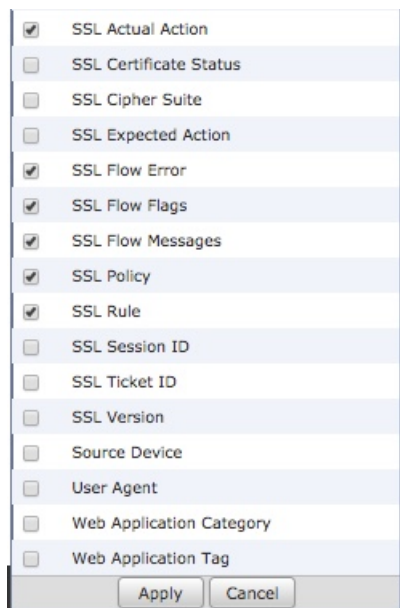 SSL Actual Action
SSL Certificate Status
SSL Cipher Suite
SSL Expected Action
SSL Flow Error
SSL Flow Flags
SSL Flow Messages
SSL Policy
SSL Rule
SSL Session ID
SSL Ticket ID
SSL Version
Source Device
User Agent
Web Application Category
Web Application Tag
Apply Cancel